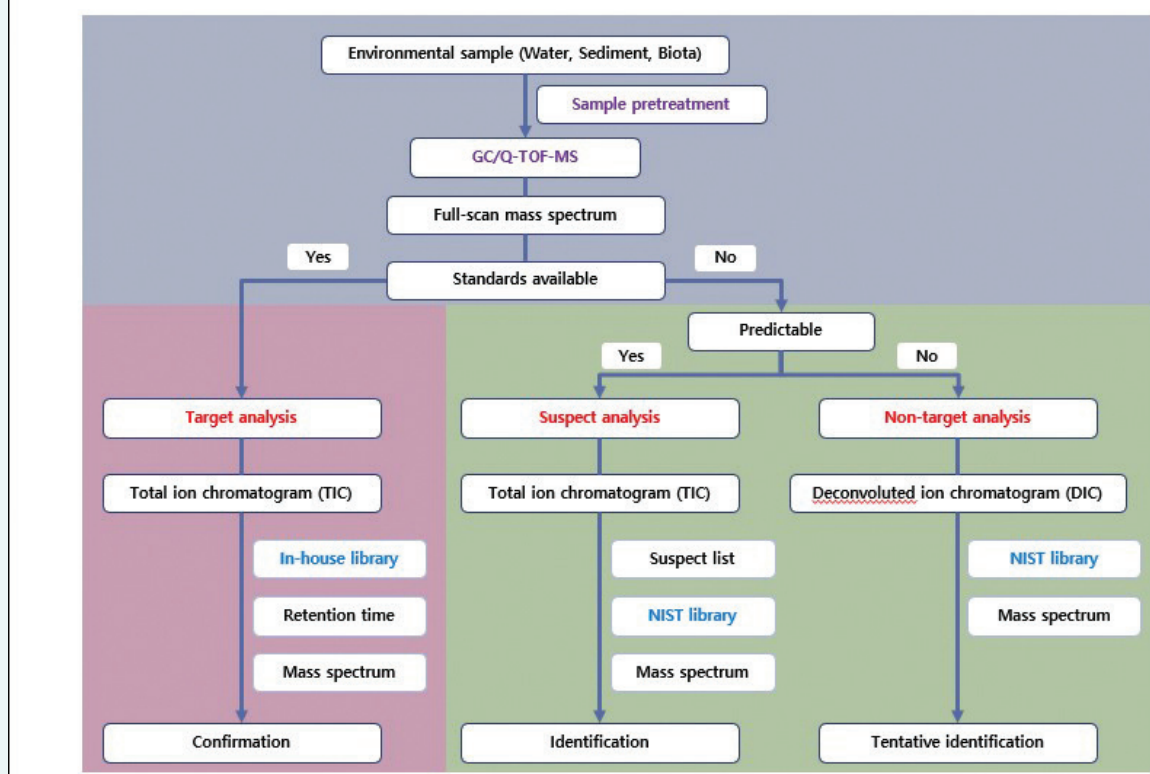 Environmental sample (Water, Sediment, Biota)
Sample pretreatment
GC/Q-TOF-MS
Full-scan mass spectrum
Yes
No
Standards available
Predictable
Yes
No
Target analysis
Suspect analysis
Non-target analysis
Total ion chromatogram (TIC)
Total ion chromatogram (TIC)
Deconvoluted ion chromatogram (DIC)
In-house library
Suspect list
NIST library
Retention time
NIST library
Mass spectrum
Mass spectrum
Mass spectrum
Confirmation
Identification
Tentative identification